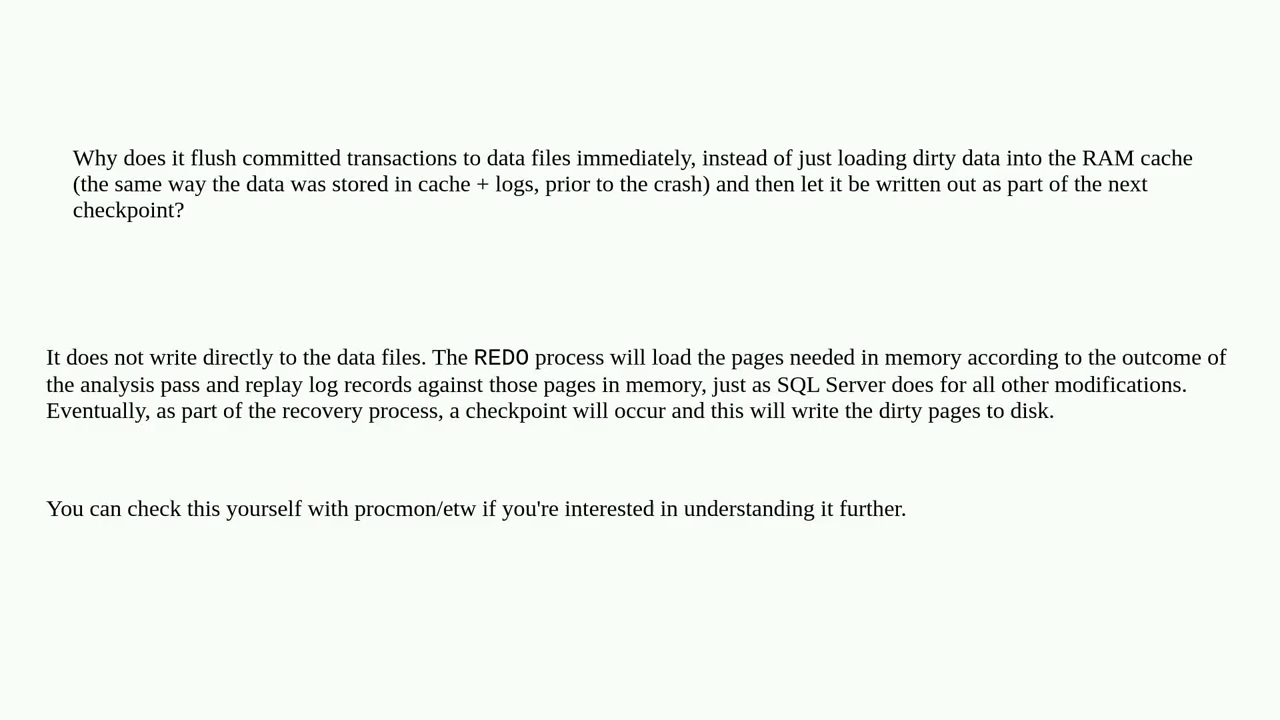 Why does it flush committed transactions to data files immediately, instead of just loading dirty data into the RAM cache
(the same way the data was stored in cache + logs, prior to the crash) and then let it be written out as part of the next
checkpoint?
It does not write directly to the data files. The REDO process will load the pages needed in memory according to the outcome of
the analysis pass and replay log records against those pages in memory, just as SQL Server does for all other modifications.
Eventually, as part of the recovery process, a checkpoint will occur and this will write the dirty pages to disk.
You can check this yourself with procmon/etw if you're interested in understanding it further.